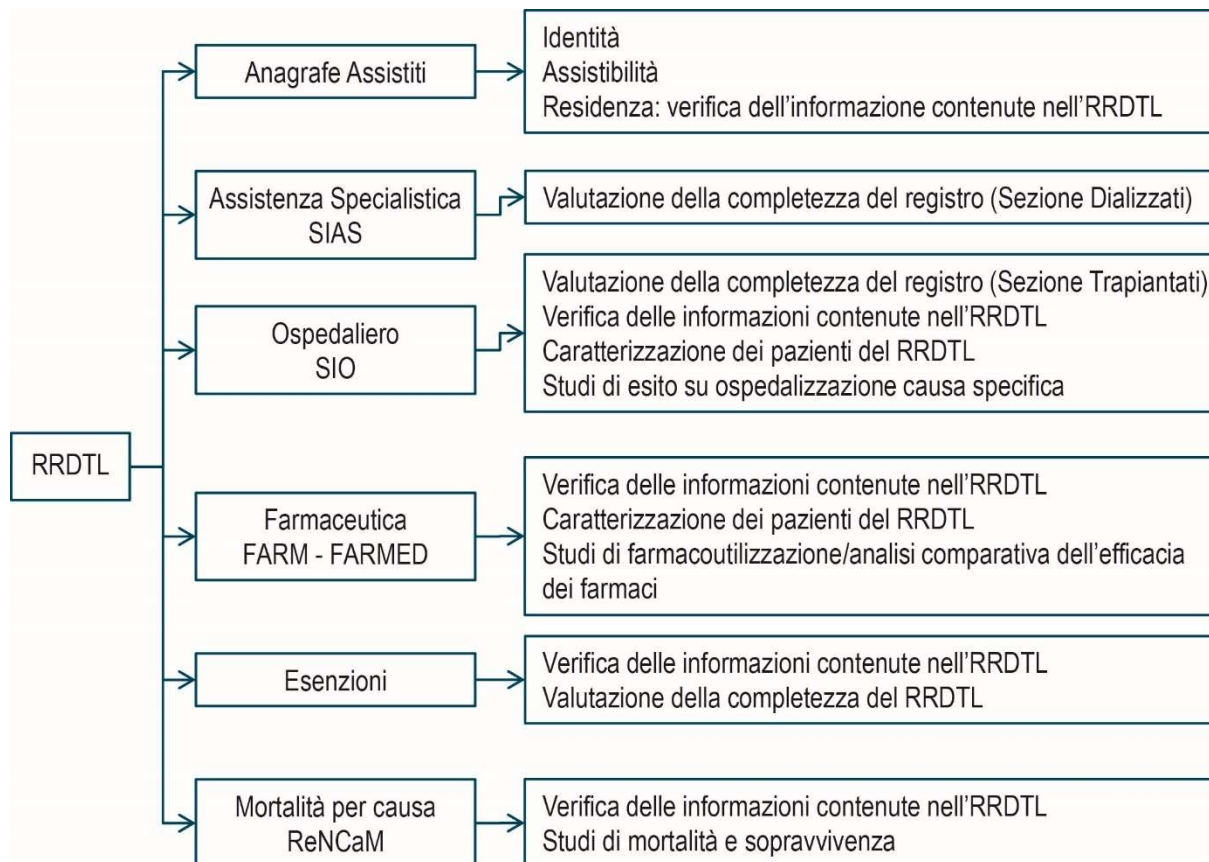 RRDTL
Anagrafe Assistiti
Identità
Assistibilità
Residenza: verifica dell'informazione contenute nell'RRDTL
Assistenza Specialistica
SIAS
Valutazione della completezza del registro (Sezione Dializzati)
Ospedaliero
SIO
Valutazione della completezza del registro (Sezione Trapiantati)
Verifica delle informazioni contenute nell'RRDTL
Caratterizzazione dei pazienti del RRDTL
Studi di esito su ospedalizzazione causa specifica
Farmaceutica
FARM - FARMED
Verifica delle informazioni contenute nell'RRDTL
Caratterizzazione dei pazienti del RRDTL
Studi di farmacoutilizzazione/analisi comparativa dell'efficacia
dei farmaci
Esenzioni
Verifica delle informazioni contenute nell'RRDTL
Valutazione della completezza del RRDTL
Mortalità per causa
ReNCaM
Verifica delle informazioni contenute nell'RRDTL
Studi di mortalità e sopravvivenza